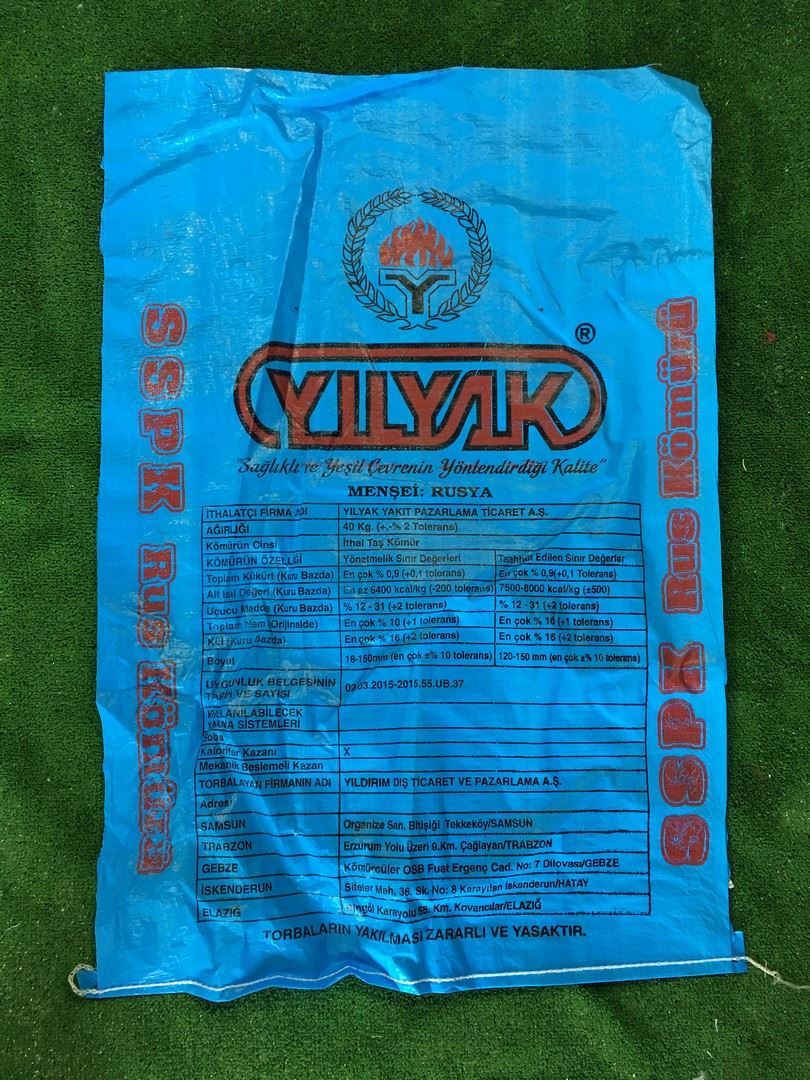 Y
®
YILYAK
"Sağlıklı ve Yeşil Çevrenin Yönlendirdiği Kalite"
MENŞEİ: RUSYA
İTHALATÇI FİRMA ADI YILYAK YAKIT PAZARLAMA TİCARET A.Ş.
AĞIRLIĞI 40 Kg. (+,-% 2 Tolerans)
Kömürün Cinsi İthal Taş Kömür
KÖMÜRÜN ÖZELLİĞİ Yönetmelik Sınır Değerleri Taahhüt Edilen Sınır Değerler
Toplam Kükürt (Kuru Bazda) En çok % 0,9 (+0,1 tolerans) En çok % 0,9(+0,1 Tolerans)
Alt Isıl Değeri (Kuru Bazda) En az 6400 kcal/kg (-200 tolerans) 7500-8000 kcal/kg (±500)
Uçucu Madde (Kuru Bazda) % 12 - 31 (+2 tolerans) % 12 - 31 (+2 tolerans)
Toplam Nem (Orijinalde) En çok % 10 (+1 tolerans) En çok % 10 (+1 tolerans)
Kül (Kuru Bazda) En çok % 16 (+2 tolerans) En çok % 16 (+2 tolerans)
Boyut 18-150mm (en çok ±% 10 tolerans) 120-150 mm (en çok ±% 10 tolerans)
UYGUNLUK BELGESİNİN
TARİH VE SAYISI 02.03.2015-2015.55.UB.37
KULLANILABİLECEK
YAKMA SİSTEMLERİ
Soba
Kalorifer Kazanı X
Mekanik Beslemeli Kazan
TORBALAYAN FİRMANIN ADI YILDIRIM DIŞ TİCARET VE PAZARLAMA A.Ş.
Adresi
SAMSUN Organize San. Bitişiği Tekkeköy/SAMSUN
TRABZON Erzurum Yolu Üzeri 9.Km. Çağlayan/TRABZON
GEBZE Kömürcüler OSB Fuat Ergenç Cad. No: 7 Dilovası/GEBZE
İSKENDERUN Siteler Mah. 36. Sk. No: 8 Karayılan İskenderun/HATAY
ELAZIĞ Bingöl Karayolu 55. Km. Kovancılar/ELAZIĞ
TORBALARIN YAKILMASI ZARARLI VE YASAKTIR.
SSPK Rus Kömürü
SSPK Rus Kömürü